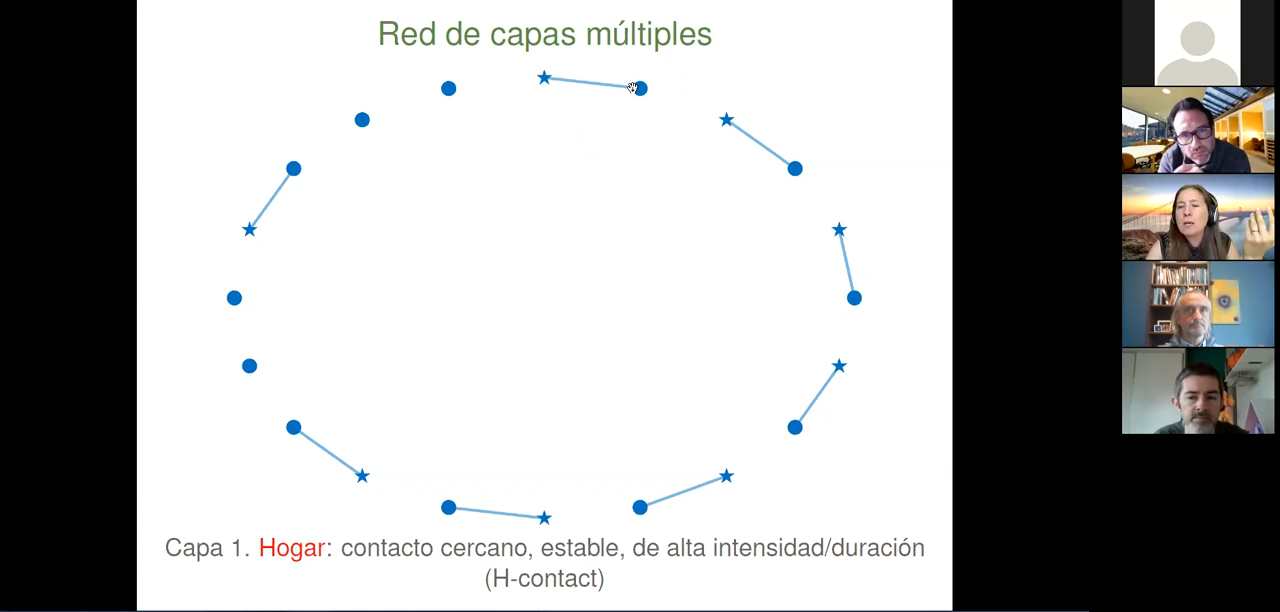 Red de capas múltiples
Capa 1. Hogar: contacto cercano, estable, de alta intensidad/duración
(H-contact)